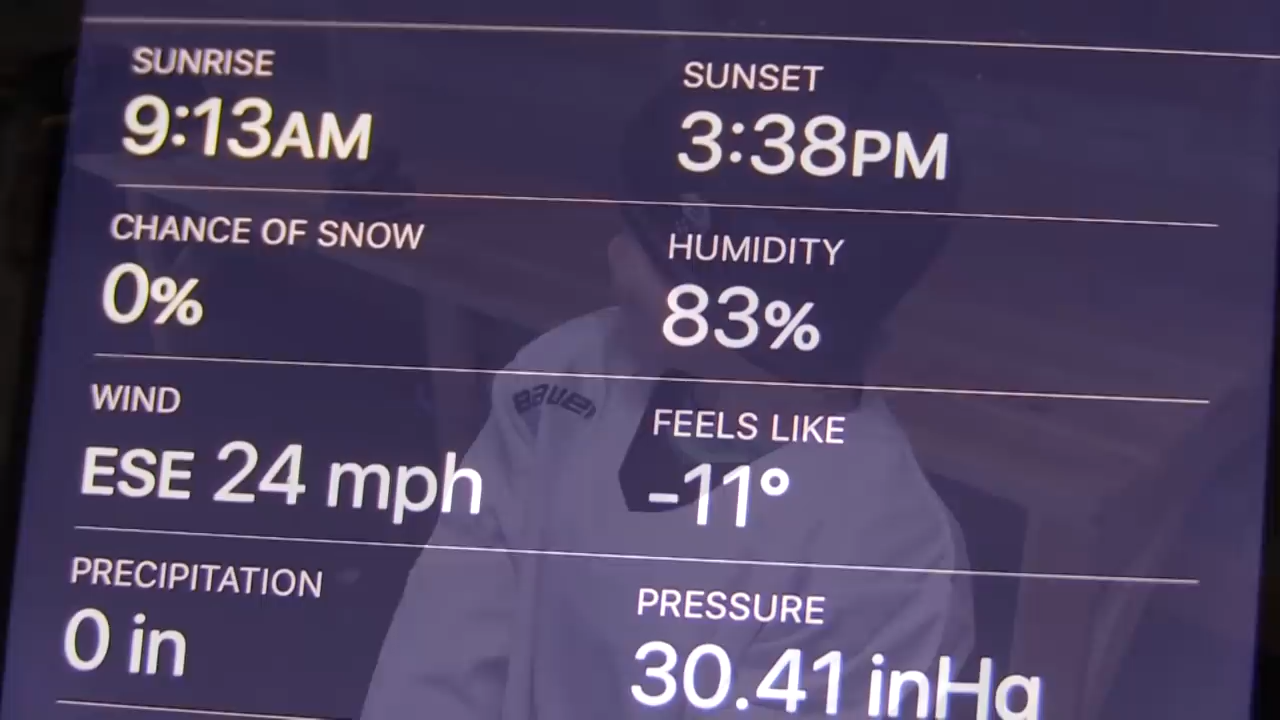 SUNRISE
9:13AM
SUNSET
3:38PM
CHANCE OF SNOW
0%
HUMIDITY
83%
WIND
ESE 24 mph
FEELS LIKE
-11°
PRECIPITATION
0 in
PRESSURE
30.41 inHg
Bauer